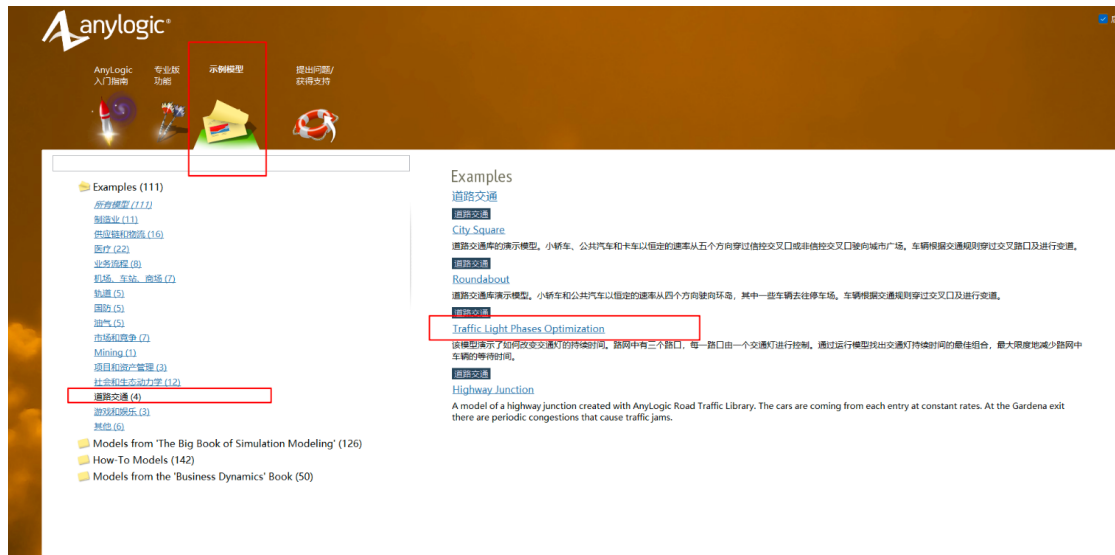 anylogic®
AnyLogic
入门指南
专业版
功能
示例模型
提出问题/
获得支持
Examples (111)
所有模型 (111)
制造业 (11)
供应链和物流 (16)
医疗 (22)
业务流程 (8)
机场、车站、商场 (7)
轨道 (5)
国防 (5)
油气 (5)
市场和竞争 (7)
Mining (1)
项目和资产管理 (3)
社会和生态动力学 (12)
道路交通 (4)
游戏和娱乐 (3)
其他 (6)
Models from 'The Big Book of Simulation Modeling' (126)
How-To Models (142)
Models from the 'Business Dynamics' Book (50)
Examples
道路交通
道路交通
City Square
道路交通库的演示模型。小轿车、公共汽车和卡车以恒定的速率从五个方向穿过信控交叉口或非信控交叉口驶向城市广场。车辆根据交通规则穿过交叉路口及进行变道。
道路交通
Roundabout
道路交通库演示模型。小轿车和公共汽车以恒定的速率从四个方向驶向环岛，其中一些车辆去往停车场。车辆根据交通规则穿过交叉口及进行变道。
道路交通
Traffic Light Phases Optimization
该模型演示了如何改变交通灯的持续时间。路网中有三个路口，每一路口由一个交通灯进行控制。通过运行模型找出交通灯持续时间的最佳组合，最大限度地减少路网中
车辆的等待时间。
道路交通
Highway Junction
A model of a highway junction created with AnyLogic Road Traffic Library. The cars are coming from each entry at constant rates. At the Gardena exit
there are periodic congestions that cause traffic jams.